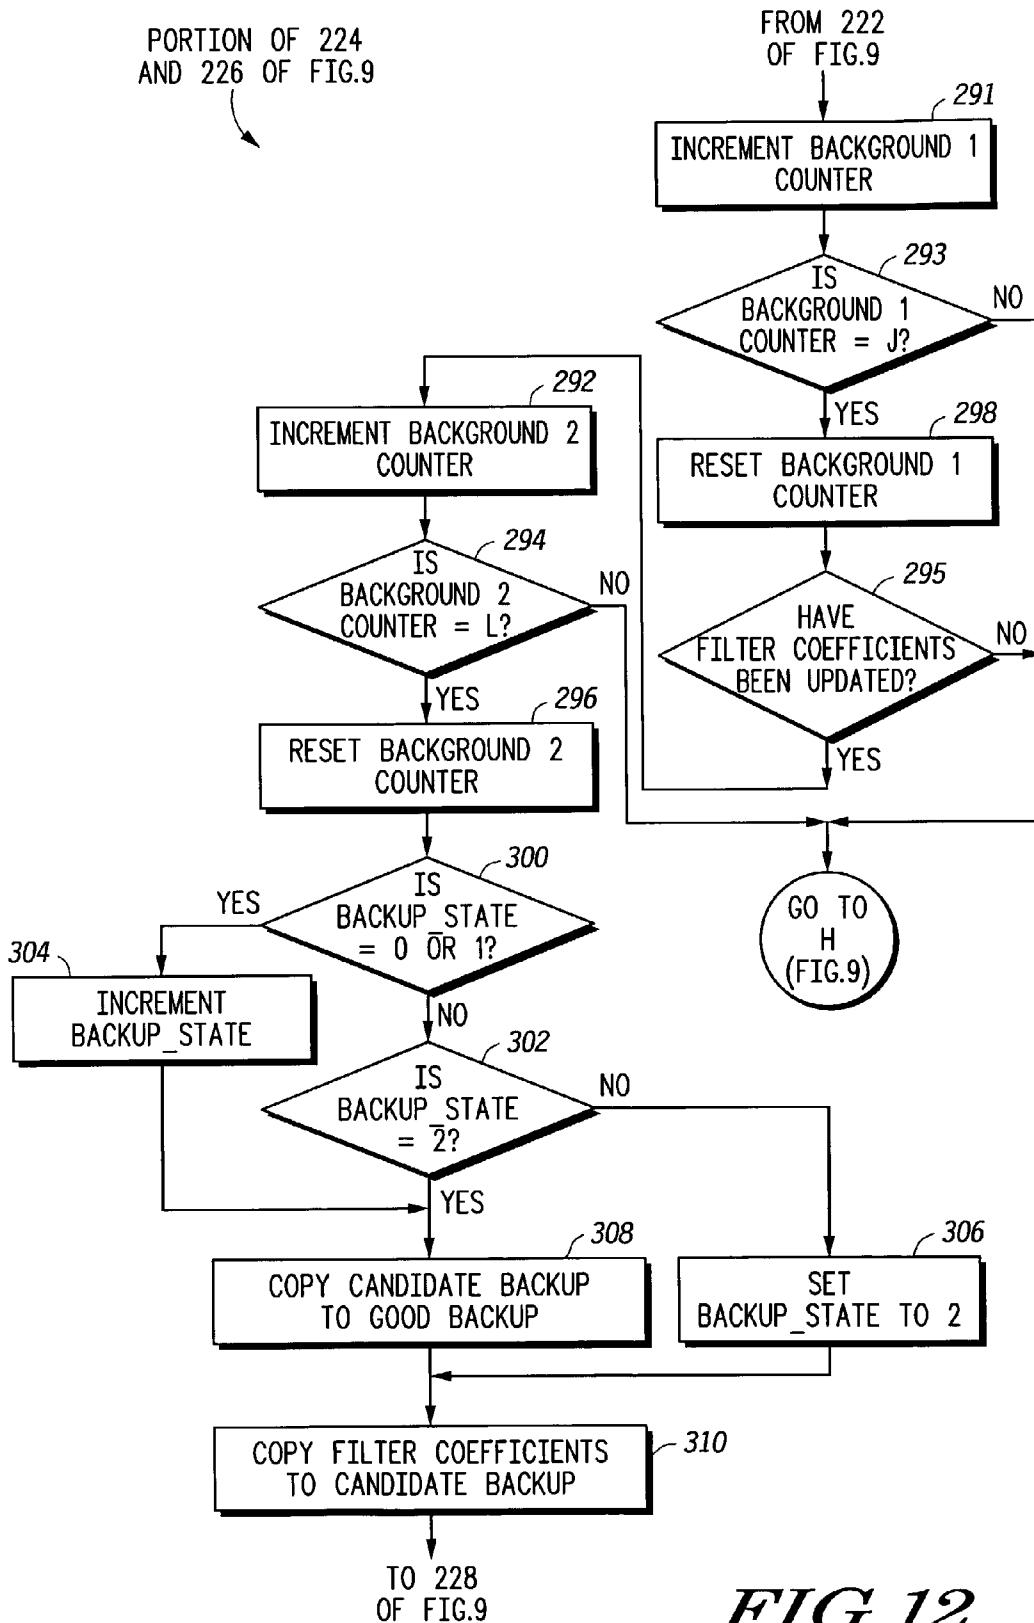 PORTION OF 224
AND 226 OF FIG.9
FROM 222
OF FIG.9
291
INCREMENT BACKGROUND 1
COUNTER
293
IS
BACKGROUND 1
COUNTER = J?
NO
YES
298
RESET BACKGROUND 1
COUNTER
295
HAVE
FILTER COEFFICIENTS
BEEN UPDATED?
NO
YES
292
INCREMENT BACKGROUND 2
COUNTER
294
IS
BACKGROUND 2
COUNTER = L?
NO
YES
296
RESET BACKGROUND 2
COUNTER
300
IS
BACKUP_STATE
= 0 OR 1?
YES
NO
GO TO
H
(FIG.9)
304
INCREMENT
BACKUP_STATE
302
IS
BACKUP_STATE
= 2?
NO
YES
308
COPY CANDIDATE BACKUP
TO GOOD BACKUP
306
SET
BACKUP_STATE TO 2
310
COPY FILTER COEFFICIENTS
TO CANDIDATE BACKUP
TO 228
OF FIG.9
FIG.12